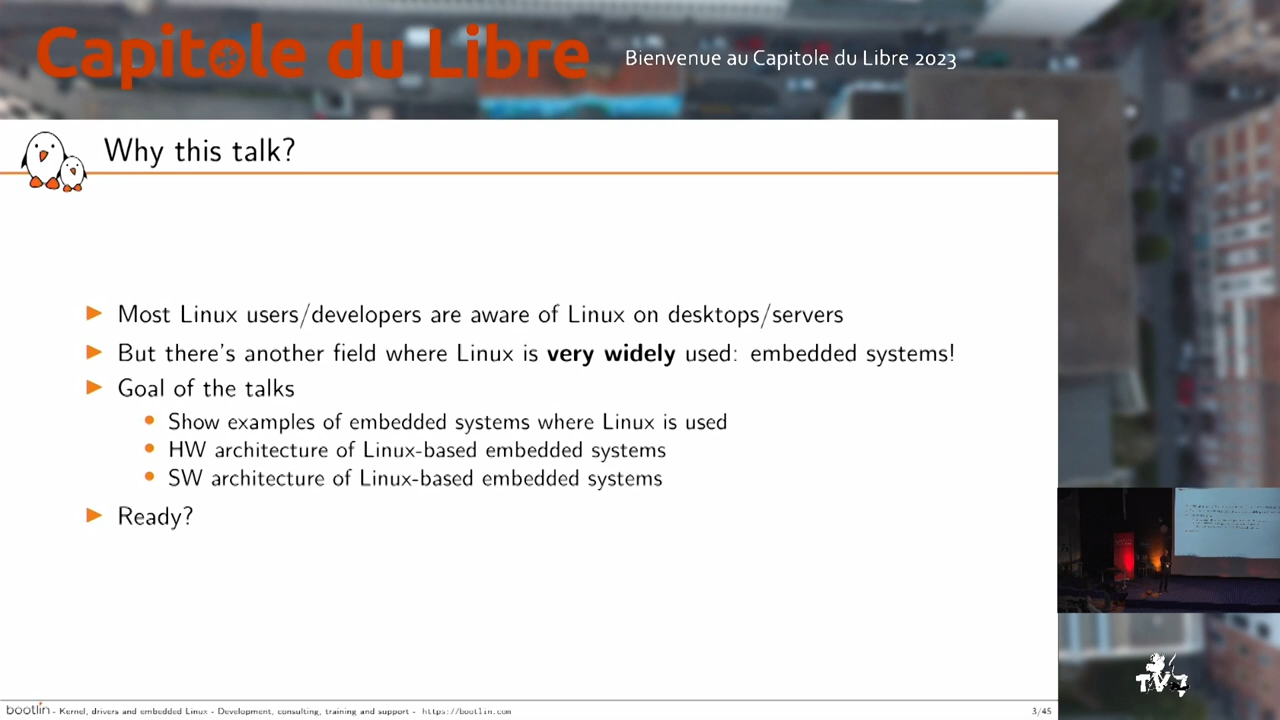 Capitole du Libre
Bienvenue au Capitole du Libre 2023
Why this talk?
Most Linux users/developers are aware of Linux on desktops/servers
But there's another field where Linux is very widely used: embedded systems!
Goal of the talks
Show examples of embedded systems where Linux is used
HW architecture of Linux-based embedded systems
SW architecture of Linux-based embedded systems
Ready?
bootlin - Kernel, drivers and embedded Linux - Development, consulting, training and support - https://bootlin.com
3/45
TV7